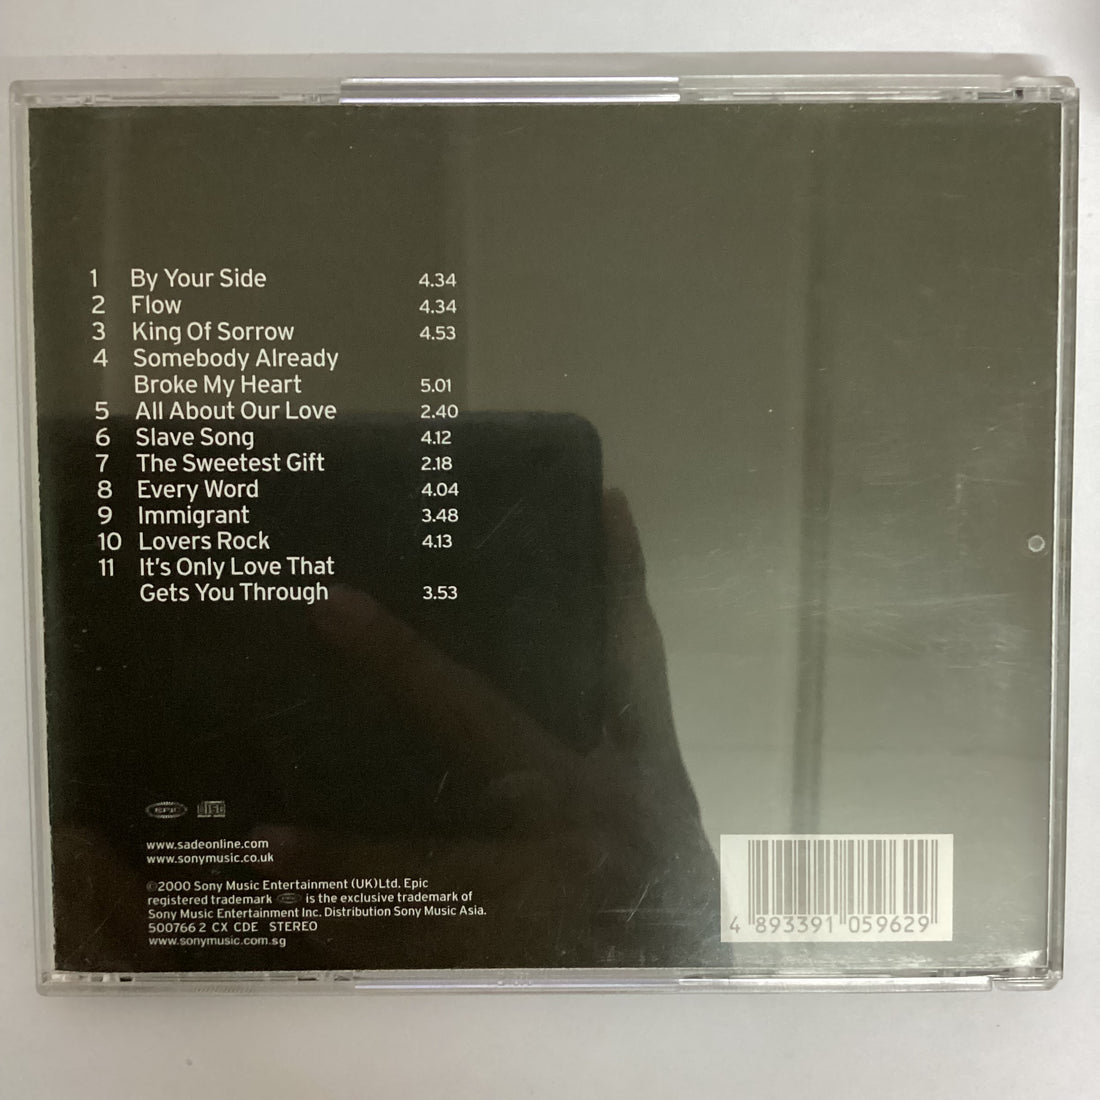 1 By Your Side 4.34
2 Flow 4.34
3 King Of Sorrow 4.53
4 Somebody Already
Broke My Heart 5.01
5 All About Our Love 2.40
6 Slave Song 4.12
7 The Sweetest Gift 2.18
8 Every Word 4.04
9 Immigrant 3.48
10 Lovers Rock 4.13
11 It's Only Love That
Gets You Through 3.53
EPIC
www.sadeonline.com
www.sonymusic.co.uk
©2000 Sony Music Entertainment (UK)Ltd. Epic
registered trademark EPIC is the exclusive trademark of
Sony Music Entertainment Inc. Distribution Sony Music Asia.
500766 2 CX CDE STEREO
www.sonymusic.com.sg
4 893391 059629